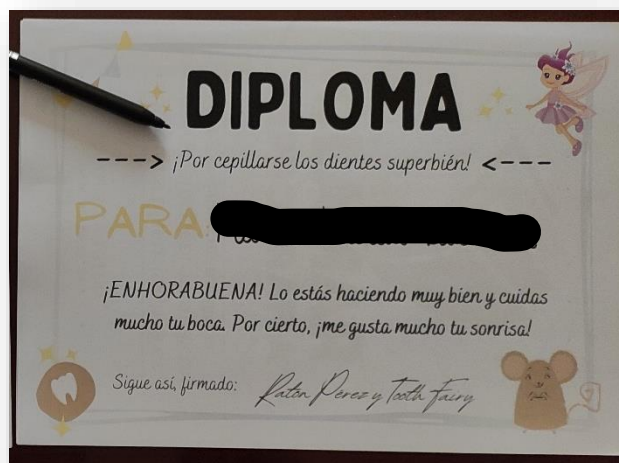 DIPLOMA
---> ¡Por cepillarse los dientes superbién! <---
PARA:
¡ENHORABUENA! Lo estás haciendo muy bien y cuidas
mucho tu boca. Por cierto, ¡me gusta mucho tu sonrisa!
Sigue así, firmado: Ratón Pérez y Tooth Fairy